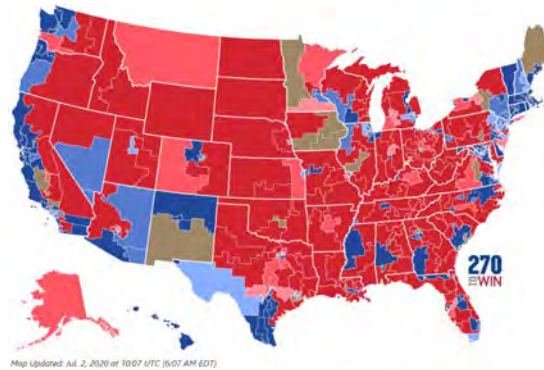 270
TO
WIN
Map Updated: Jul. 2, 2020 at 10:07 UTC (6:07 AM EDT)